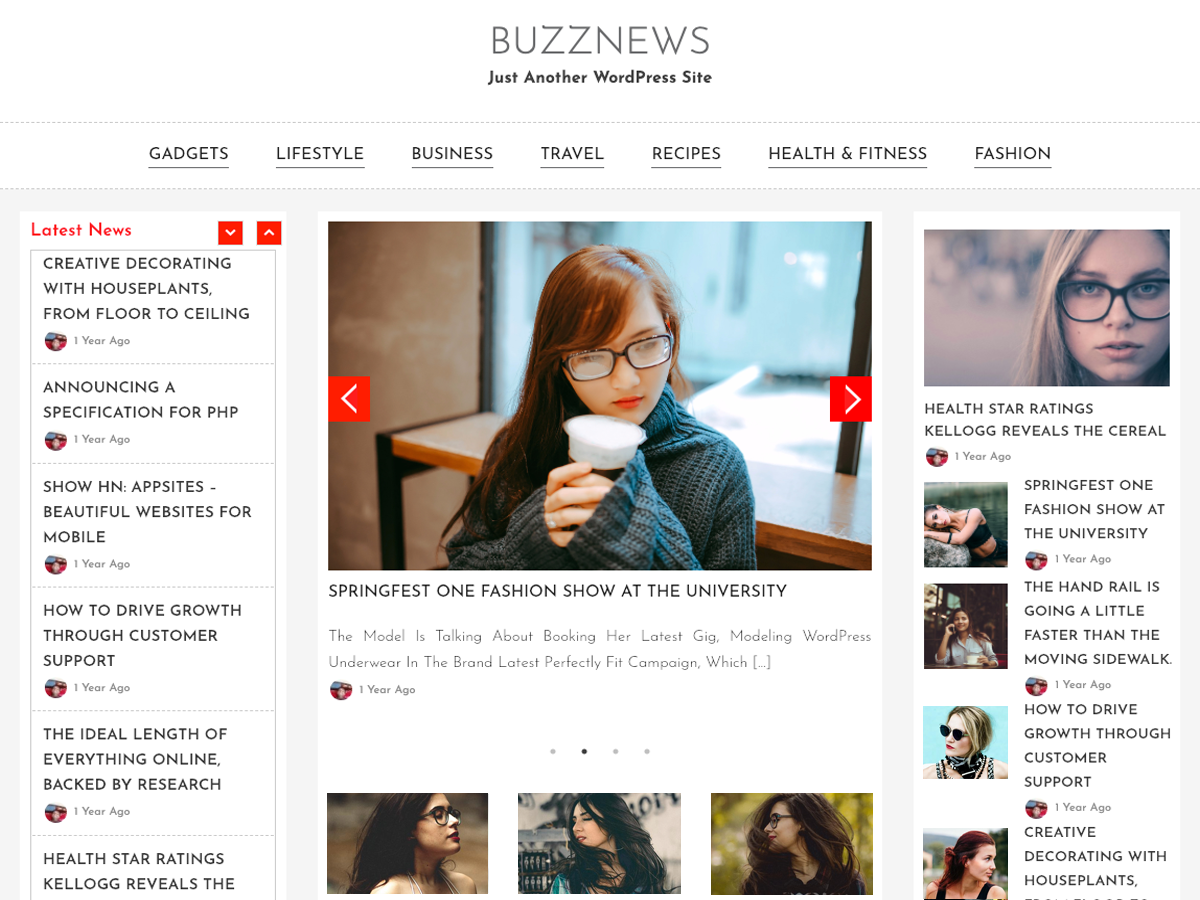 BUZZNEWS
Just Another WordPress Site
GADGETS
LIFESTYLE
BUSINESS
TRAVEL
RECIPES
HEALTH & FITNESS
FASHION
Latest News
CREATIVE DECORATING
WITH HOUSEPLANTS,
FROM FLOOR TO CEILING
1 Year Ago
ANNOUNCING A
SPECIFICATION FOR PHP
1 Year Ago
SHOW HN: APPSITES –
BEAUTIFUL WEBSITES FOR
MOBILE
1 Year Ago
HOW TO DRIVE GROWTH
THROUGH CUSTOMER
SUPPORT
1 Year Ago
THE IDEAL LENGTH OF
EVERYTHING ONLINE,
BACKED BY RESEARCH
1 Year Ago
HEALTH STAR RATINGS
KELLOGG REVEALS THE
SPRINGFEST ONE FASHION SHOW AT THE UNIVERSITY
The Model Is Talking About Booking Her Latest Gig, Modeling WordPress
Underwear In The Brand Latest Perfectly Fit Campaign, Which [...]
1 Year Ago
HEALTH STAR RATINGS
KELLOGG REVEALS THE CEREAL
1 Year Ago
SPRINGFEST ONE
FASHION SHOW AT
THE UNIVERSITY
1 Year Ago
THE HAND RAIL IS
GOING A LITTLE
FASTER THAN THE
MOVING SIDEWALK.
1 Year Ago
HOW TO DRIVE
GROWTH THROUGH
CUSTOMER
SUPPORT
1 Year Ago
CREATIVE
DECORATING WITH
HOUSEPLANTS,